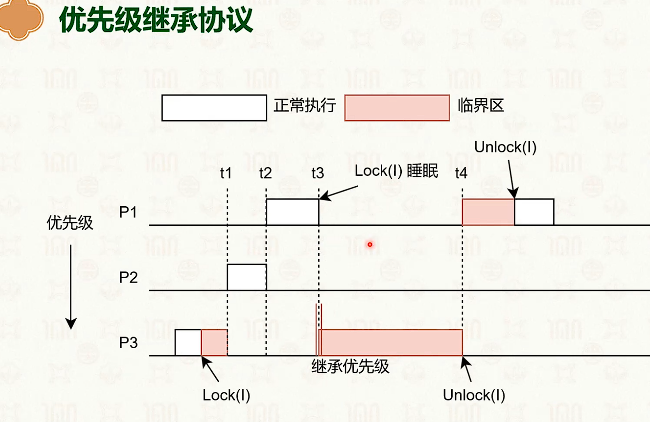 优先级继承协议
正常执行
临界区
Unlock(I)
t1
t2
t3
Lock(I) 睡眠
t4
优先级
P1
P2
P3
继承优先级
Lock(I)
Unlock(I)